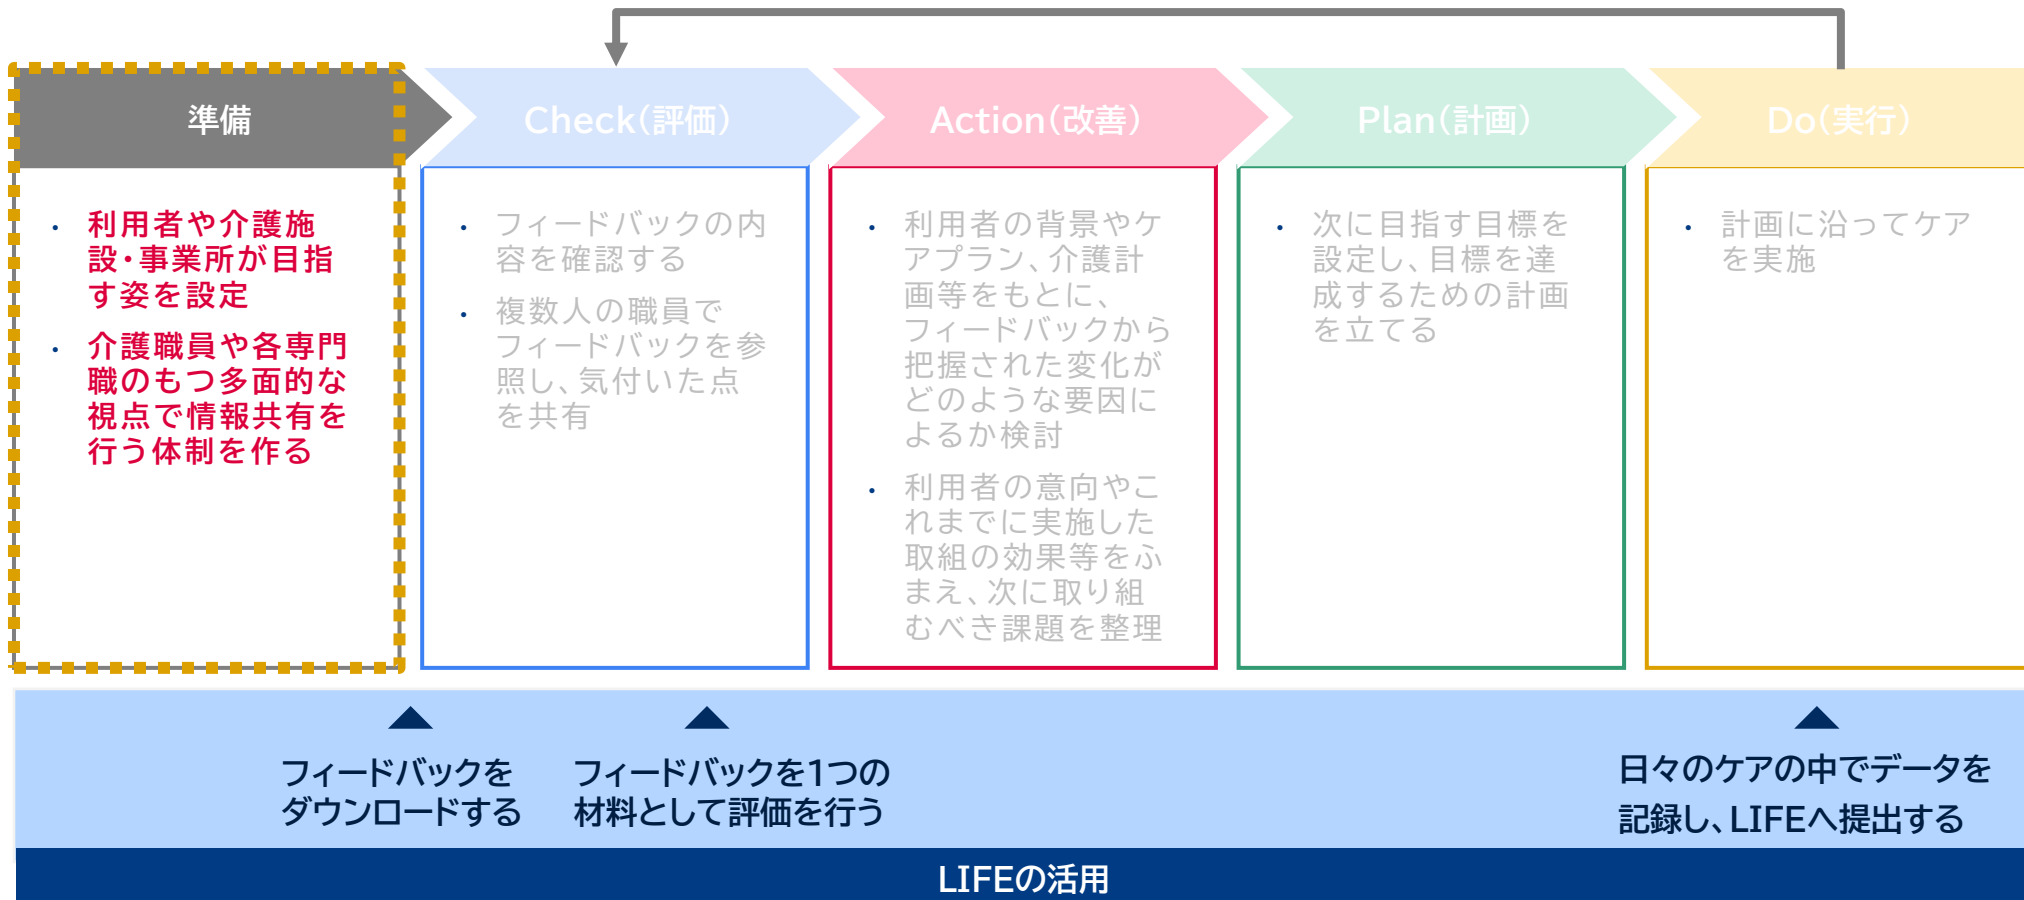 準備
・利用者や介護施
設・事業所が目指
す姿を設定
・介護職員や各専門
職のもつ多面的な
視点で情報共有を
行う体制を作る
Check(評価)
・フィードバックの内
容を確認する
・複数人の職員で
フィードバックを参
照し、気付いた点
を共有
Action(改善)
・利用者の背景やケ
アプラン、介護計
画等をもとに、
フィードバックから
把握された変化が
どのような要因に
よるか検討
・利用者の意向やこ
れまでに実施した
取組の効果等をふ
まえ、次に取り組
むべき課題を整理
Plan(計画)
・次に目指す目標を
設定し、目標を達
成するための計画
を立てる
Do(実行)
・計画に沿ってケア
を実施
フィードバックを
ダウンロードする
フィードバックを1つの
材料として評価を行う
日々のケアの中でデータを
記録し、LIFEへ提出する
LIFEの活用